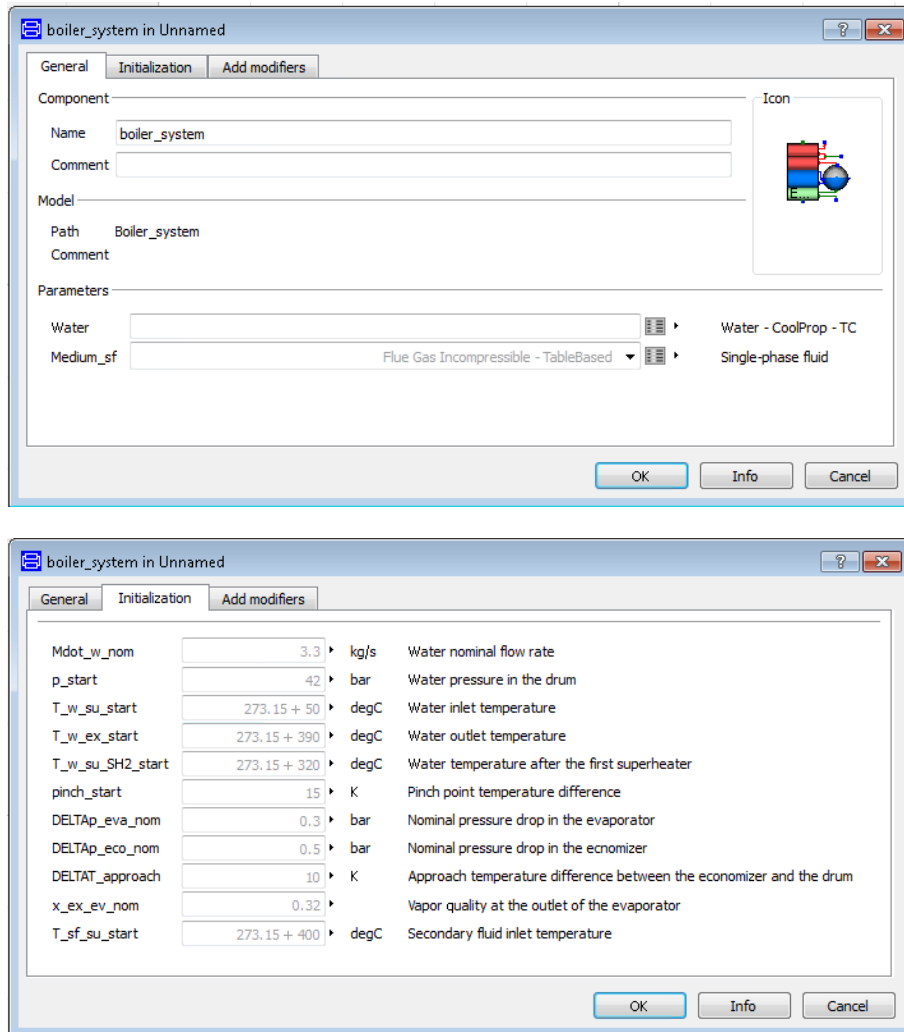 boiler_system in Unnamed
General Initialization Add modifiers
Component
Icon
Name boiler_system
Comment
E...
Model
Path Boiler_system
Comment
Parameters
Water Water - CoolProp - TC
Medium_sf Flue Gas Incompressible - TableBased Single-phase fluid
OK Info Cancel
boiler_system in Unnamed
General Initialization Add modifiers
Mdot_w_nom 3.3 kg/s Water nominal flow rate
p_start 42 bar Water pressure in the drum
T_w_su_start 273.15 + 50 degC Water inlet temperature
T_w_ex_start 273.15 + 390 degC Water outlet temperature
T_w_su_SH2_start 273.15 + 320 degC Water temperature after the first superheater
pinch_start 15 K Pinch point temperature difference
DELTAp_eva_nom 0.3 bar Nominal pressure drop in the evaporator
DELTAp_eco_nom 0.5 bar Nominal pressure drop in the ecnomizer
DELTAT_approach 10 K Approach temperature difference between the economizer and the drum
x_ex_ev_nom 0.32 Vapor quality at the outlet of the evaporator
T_sf_su_start 273.15 + 400 degC Secondary fluid inlet temperature
OK Info Cancel